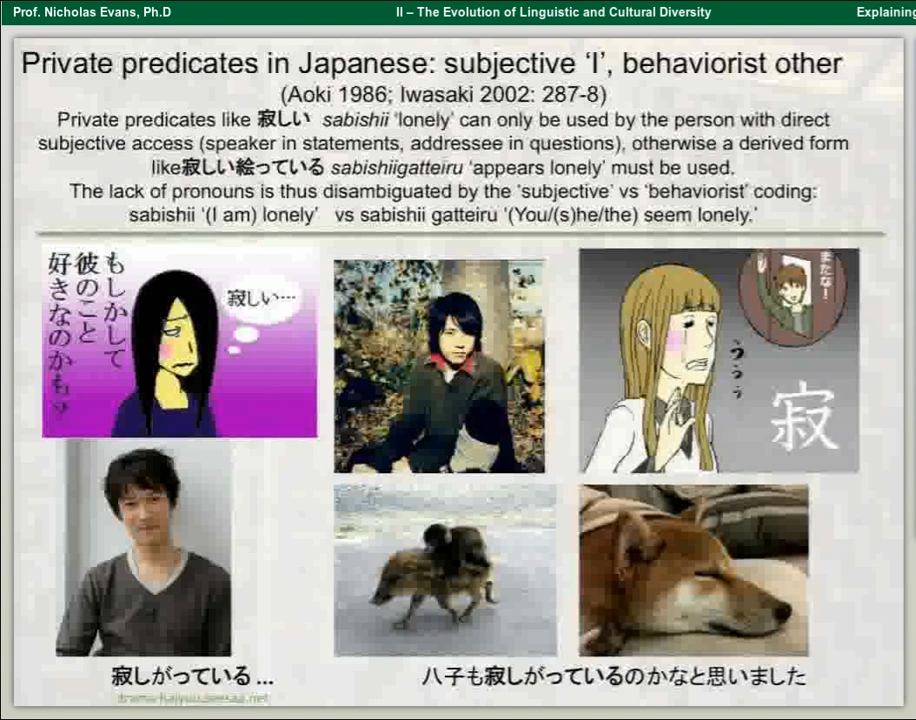 Prof. Nicholas Evans, Ph.D
II – The Evolution of Linguistic and Cultural Diversity
Explaining
Private predicates in Japanese: subjective ‘I’, behaviorist other
(Aoki 1986; Iwasaki 2002: 287-8)
Private predicates like 寂しい sabishii ‘lonely’ can only be used by the person with direct
subjective access (speaker in statements, addressee in questions), otherwise a derived form
like寂しい絵っている sabishiigatteiru ‘appears lonely’ must be used.
The lack of pronouns is thus disambiguated by the ‘subjective’ vs ‘behaviorist’ coding:
sabishii ‘(I am) lonely’ vs sabishii gatteiru ‘(You/(s)he/the) seem lonely.’
もしかして
彼のこと
好きなのかも
寂しい…
またな!
うぅぅ
寂
寂しがっている ...
八子も寂しがっているのかなと思いました